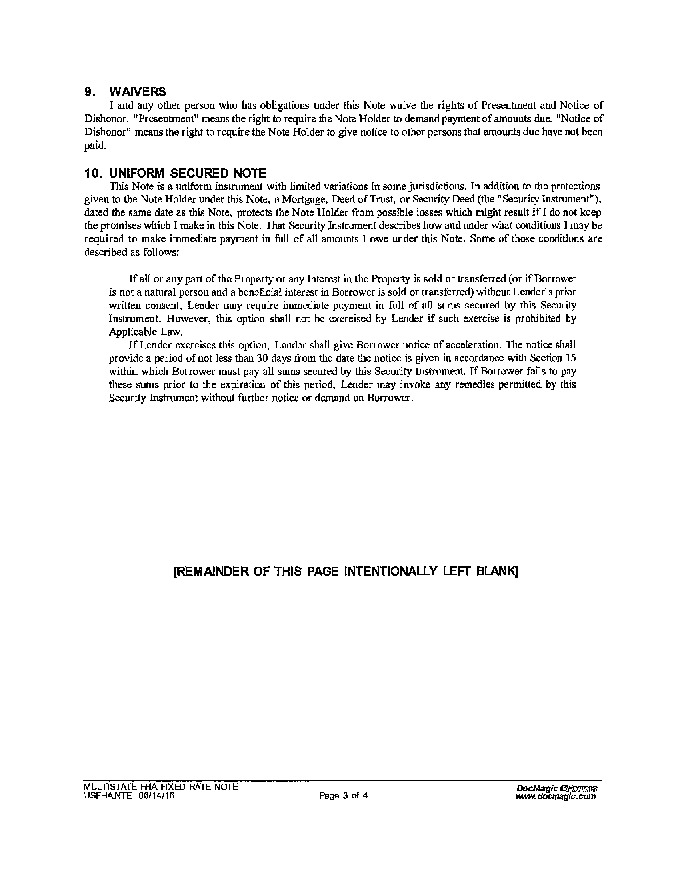 9. WAIVERS
I and any other person who has obligations under this Note waive the rights of Presentment and Notice of
Dishonor. "Presentment" means the right to require the Note Holder to demand payment of amounts due. "Notice of
Dishonor" means the right to require the Note Holder to give notice to other persons that amounts due have not been
paid.
10. UNIFORM SECURED NOTE
This Note is a uniform instrument with limited variations in some jurisdictions. In addition to the protections
given to the Note Holder under this Note, a Mortgage, Deed of Trust, or Security Deed (the "Security Instrument"),
dated the same date as this Note, protects the Note Holder from possible losses which might result if I do not keep
the promises which I make in this Note. That Security Instrument describes how and under what conditions I may be
required to make immediate payment in full of all amounts I owe under this Note. Some of those conditions are
described as follows:
If all or any part of the Property or any Interest in the Property is sold or transferred (or if Borrower
is not a natural person and a beneficial interest in Borrower is sold or transferred) without Lender's prior
written consent, Lender may require immediate payment in full of all sums secured by this Security
Instrument. However, this option shall not be exercised by Lender if such exercise is prohibited by
Applicable Law.
If Lender exercises this option, Lender shall give Borrower notice of acceleration. The notice shall
provide a period of not less than 30 days from the date the notice is given in accordance with Section 15
within which Borrower must pay all sums secured by this Security Instrument. If Borrower fails to pay
these sums prior to the expiration of this period, Lender may invoke any remedies permitted by this
Security Instrument without further notice or demand on Borrower.
[REMAINDER OF THIS PAGE INTENTIONALLY LEFT BLANK]
MULTISTATE FHA FIXED RATE NOTE
USFHANTE 06/14/16
Page 3 of 4
DocMagic
www.docmagic.com